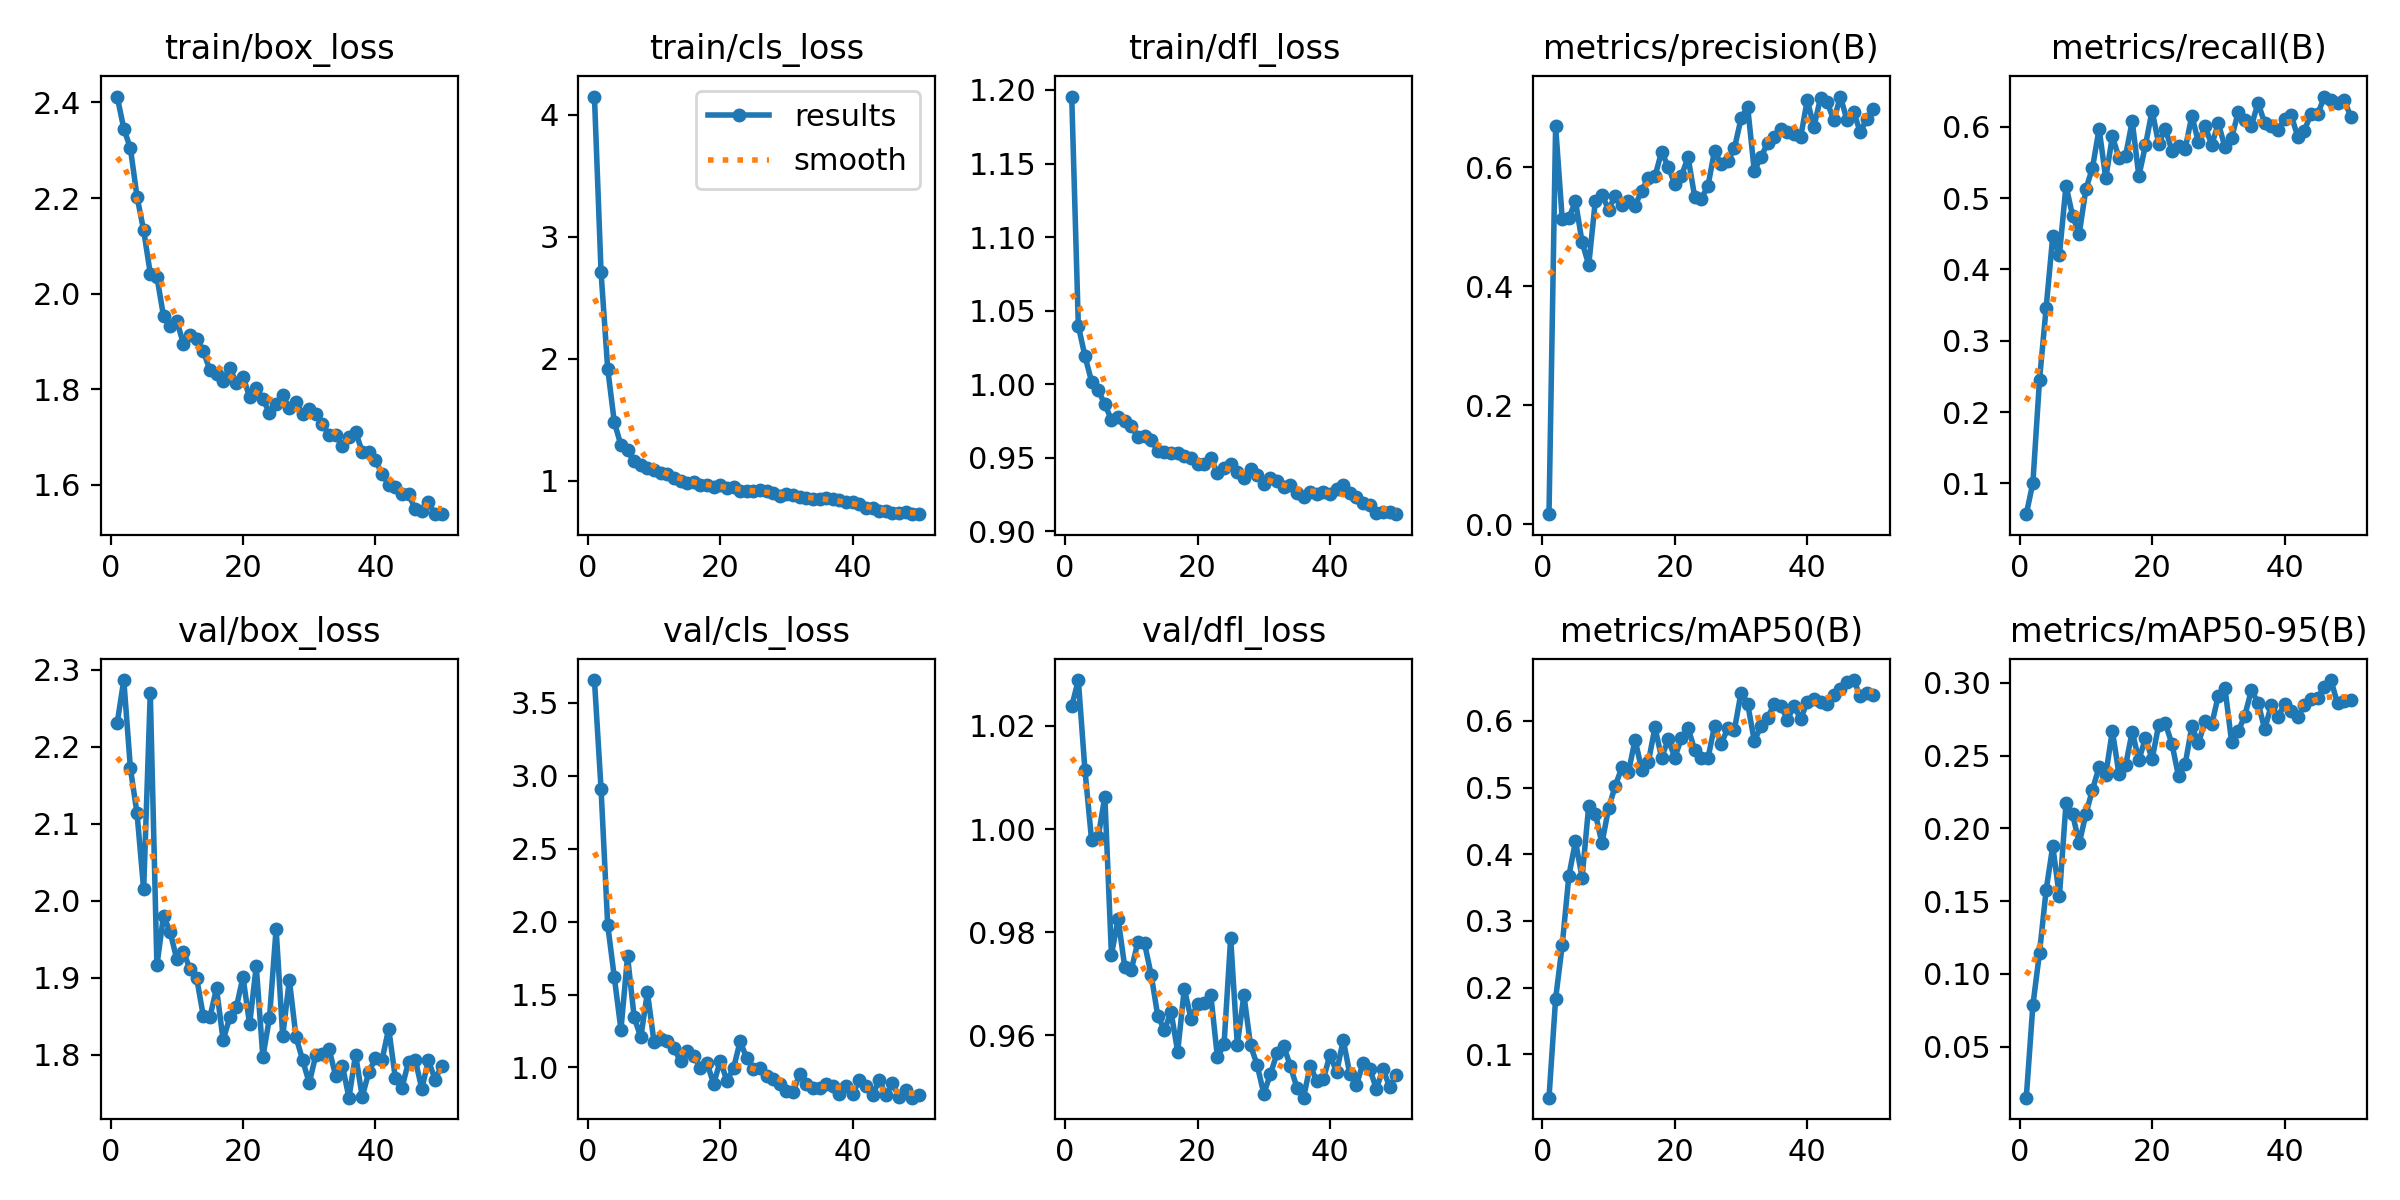 train/box_loss
train/cls_loss
train/dfl_loss
metrics/precision(B)
metrics/recall(B)
2.4
2.2
2.0
1.8
1.6
0 20 40
results
smooth
4
3
2
1
0 20 40
1.20
1.15
1.10
1.05
1.00
0.95
0.90
0 20 40
0.6
0.4
0.2
0.0
0 20 40
0.6
0.5
0.4
0.3
0.2
0.1
0 20 40
val/box_loss
val/cls_loss
val/dfl_loss
metrics/mAP50(B)
metrics/mAP50-95(B)
2.3
2.2
2.1
2.0
1.9
1.8
0 20 40
3.5
3.0
2.5
2.0
1.5
1.0
0 20 40
1.02
1.00
0.98
0.96
0 20 40
0.6
0.5
0.4
0.3
0.2
0.1
0 20 40
0.30
0.25
0.20
0.15
0.10
0.05
0 20 40